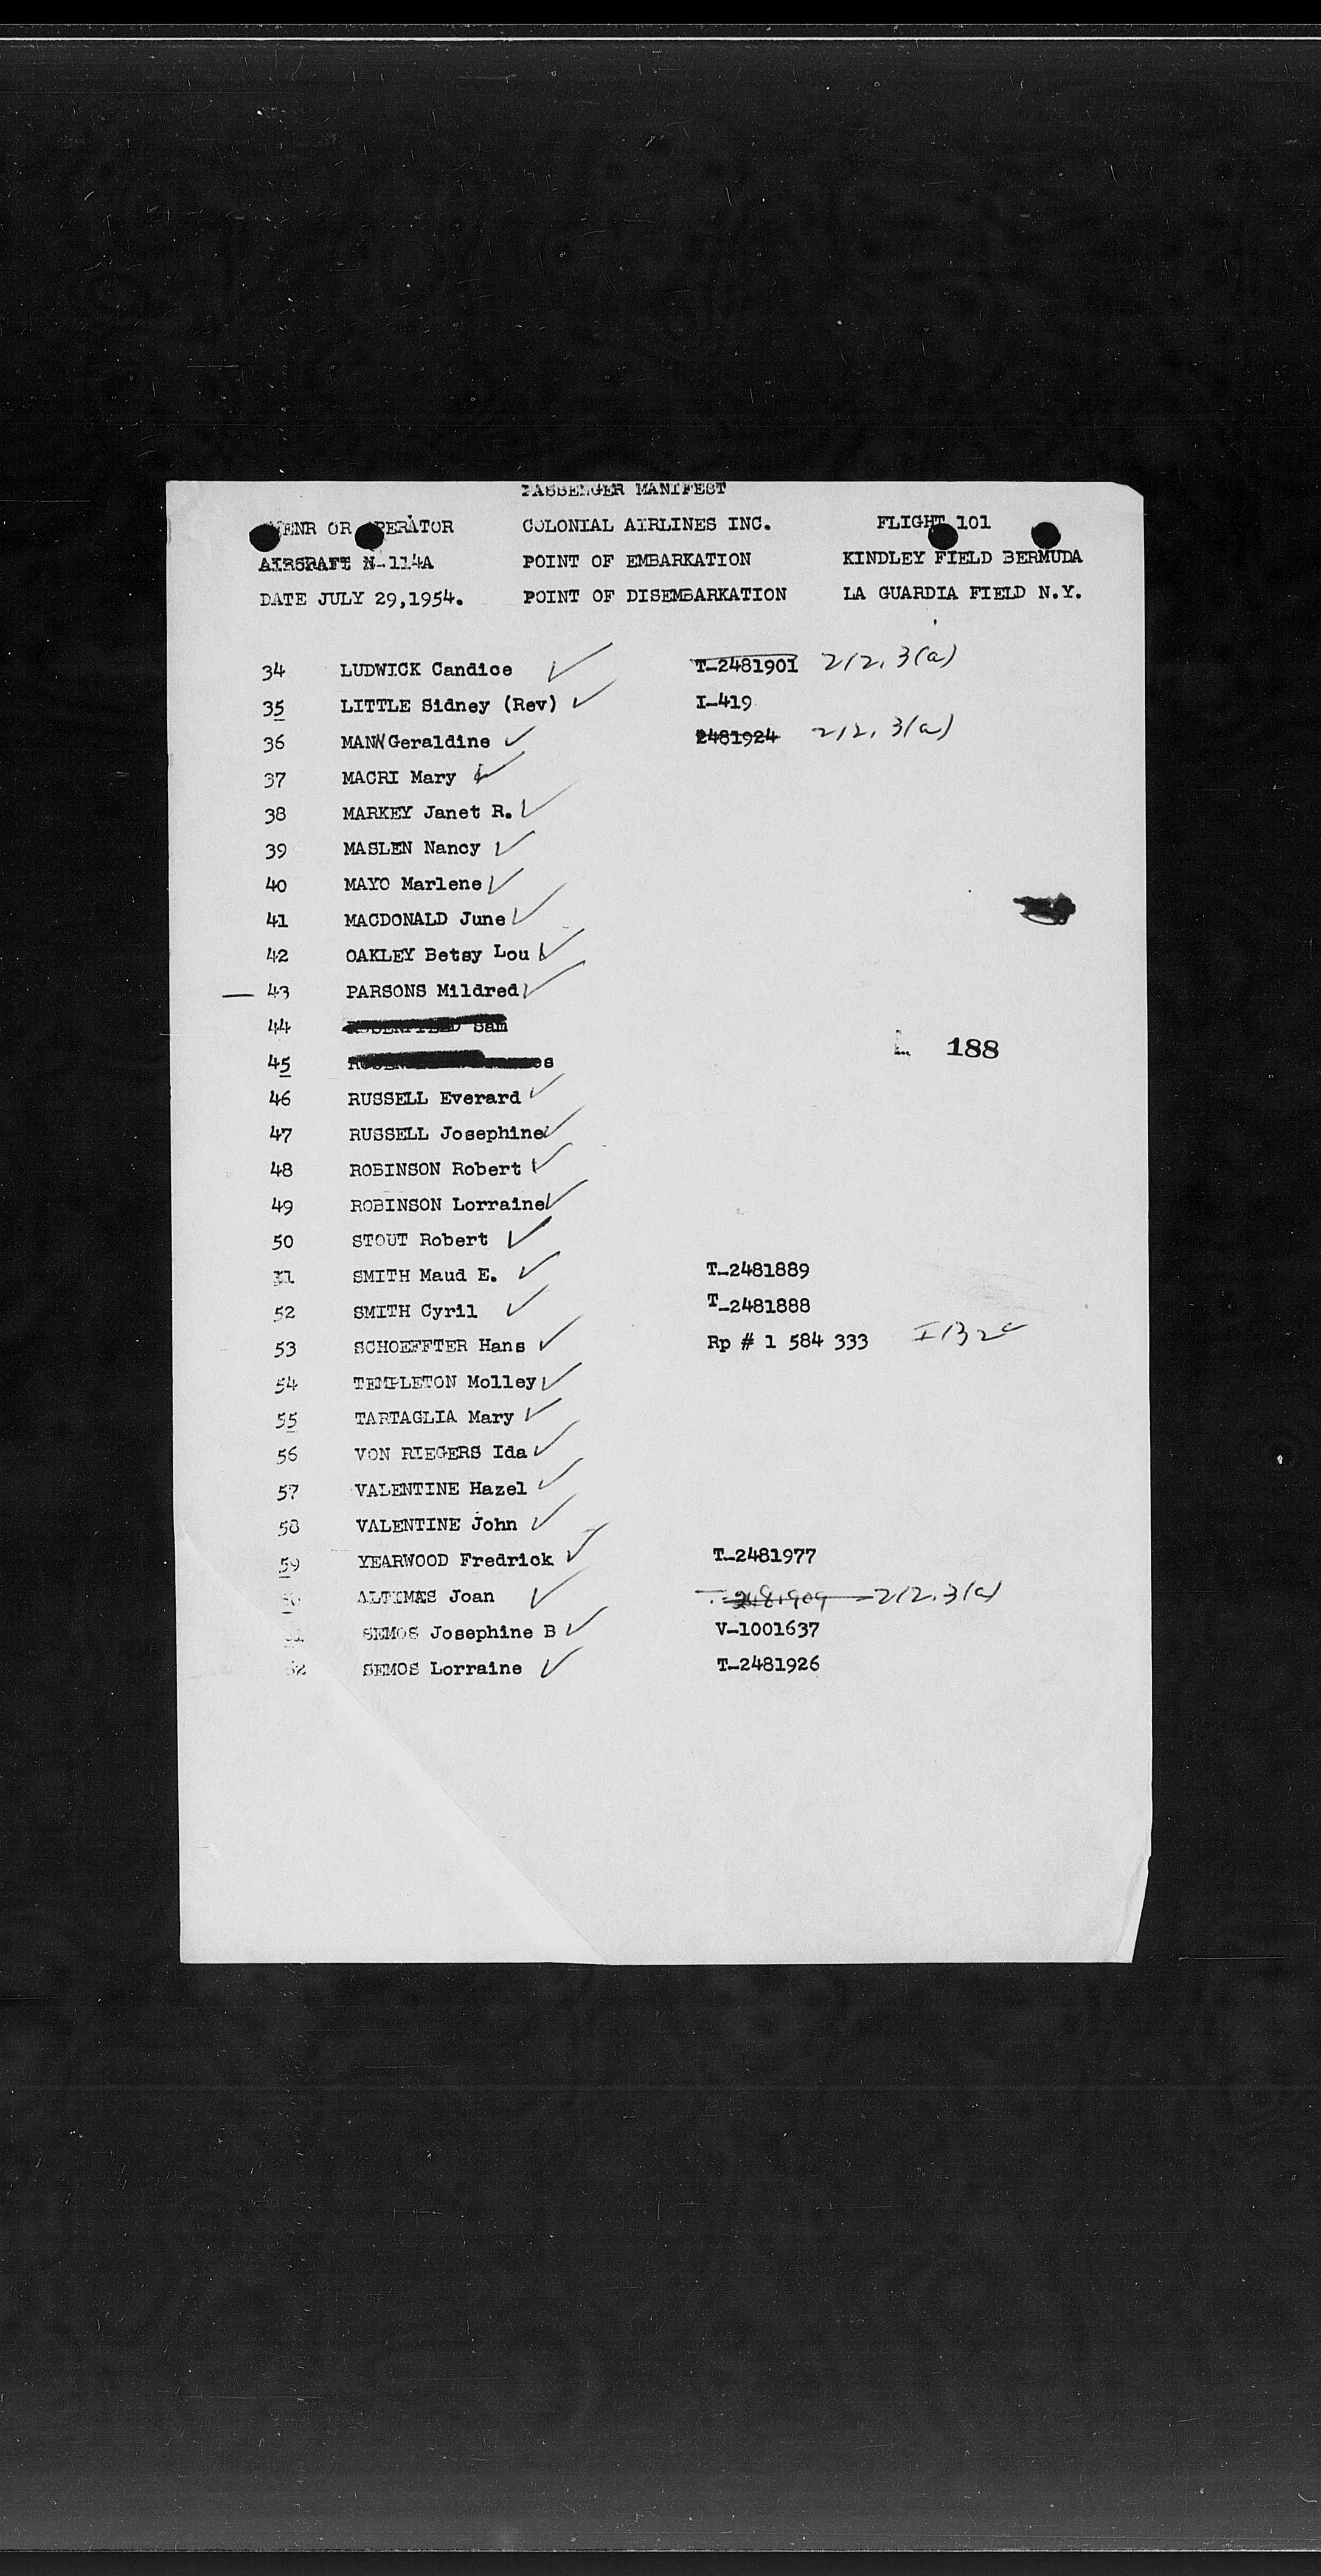 PASSENGER MANIFEST
OR COLONIAL AIRLINES INC. FLIGHT 101
AIRSRAFT N-114A POINT OF EMBARKATION KINDLEY FIELD BERMUDA
DATE JULY 29,1954. POINT OF DISEMBARKATION LA GUARDIA FIELD N.Y.
34 LUDWICK Candice T-2481901 212.3(a)
35 LITTLE Sidney (Rev) I-419
36 MANN Geraldine 2481924 212.3(a)
37 MACRI Mary
38 MARKEY Janet R.
39 MASLEN Nancy
40 MAYO Marlene
41 MACDONALD June
42 OAKLEY Betsy Lou
43 PARSONS Mildred
44 Sam
45
188
46 RUSSELL Everard
47 RUSSELL Josephine
48 ROBINSON Robert
49 ROBINSON Lorraine
50 STOUT Robert
SMITH Maud E. T-2481889
52 SMITH Cyril T-2481888
53 SCHOEFFTER Hans Rp # 1 584 333
54 TEMPLETON Molley
55 TARTAGLIA Mary
56 VON RIEGERS Ida
57 VALENTINE Hazel
58 VALENTINE John
59 YEARWOOD Fredrick T-2481977
ALTIMAS Joan 2481909 212.3(a)
SEMOS Josephine B V-1001637
SEMOS Lorraine T-2481926